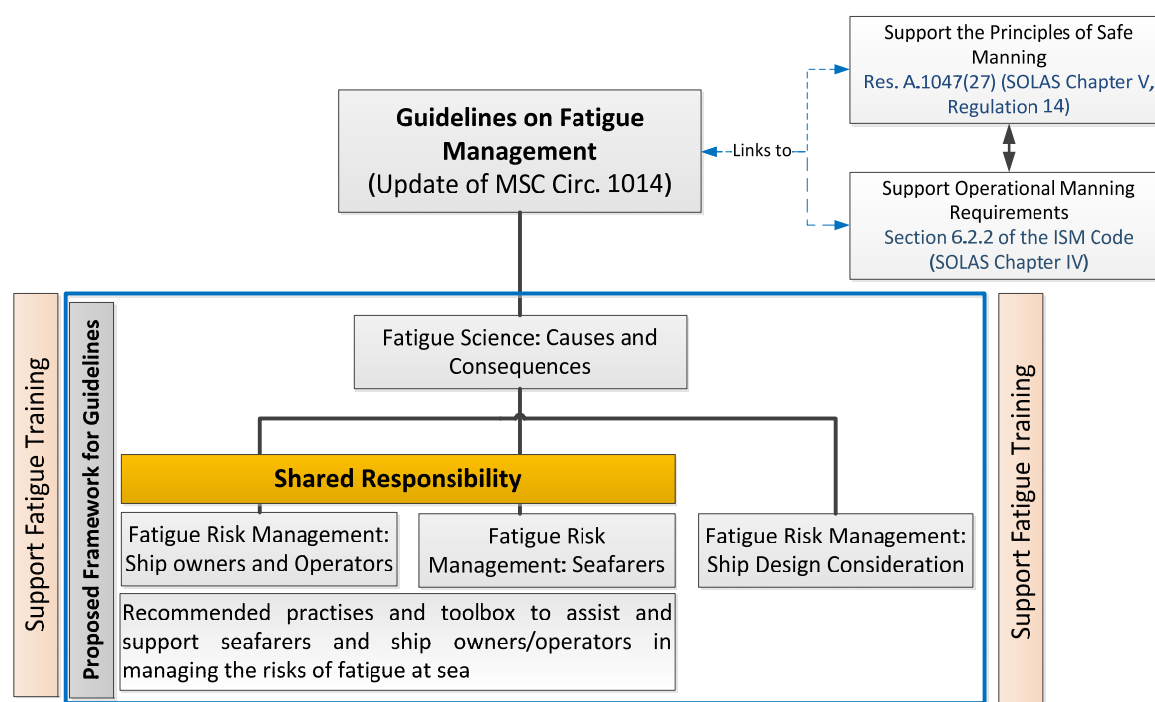 Support the Principles of Safe
Manning
Res. A.1047(27) (SOLAS Chapter V,
Regulation 14)
Guidelines on Fatigue
Management
(Update of MSC Circ. 1014)
Links to
Support Operational Manning
Requirements
Section 6.2.2 of the ISM Code
(SOLAS Chapter IV)
Support Fatigue Training
Proposed Framework for Guidelines
Fatigue Science: Causes and
Consequences
Shared Responsibility
Fatigue Risk Management:
Ship owners and Operators
Fatigue Risk
Management: Seafarers
Fatigue Risk Management:
Ship Design Consideration
Recommended practises and toolbox to assist and
support seafarers and ship owners/operators in
managing the risks of fatigue at sea
Support Fatigue Training